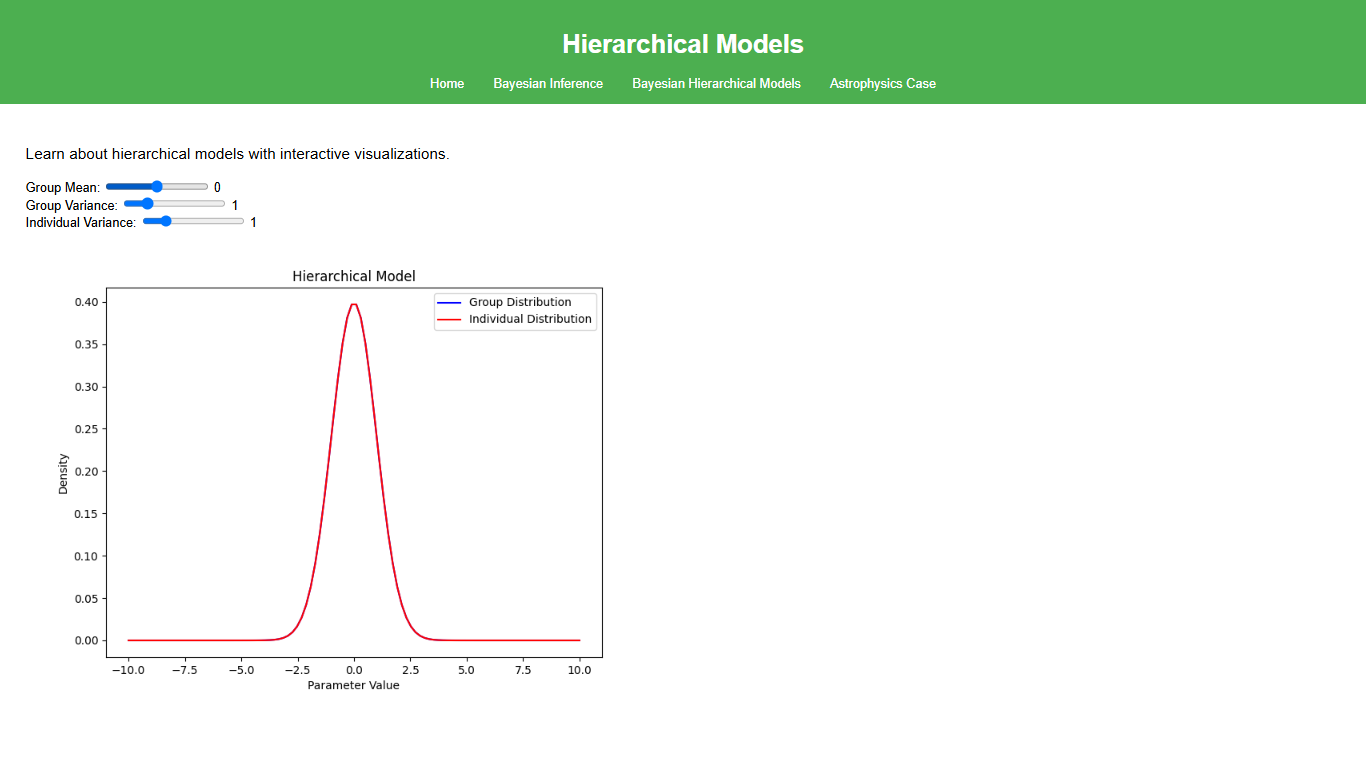 Hierarchical Models
Home Bayesian Inference Bayesian Hierarchical Models Astrophysics Case
Learn about hierarchical models with interactive visualizations.
Group Mean: 0
Group Variance: 1
Individual Variance: 1
Hierarchical Model
Group Distribution
Individual Distribution
0.40
0.35
0.30
0.25
0.20
0.15
0.10
0.05
0.00
Density
−10.0 −7.5 −5.0 −2.5 0.0 2.5 5.0 7.5 10.0
Parameter Value